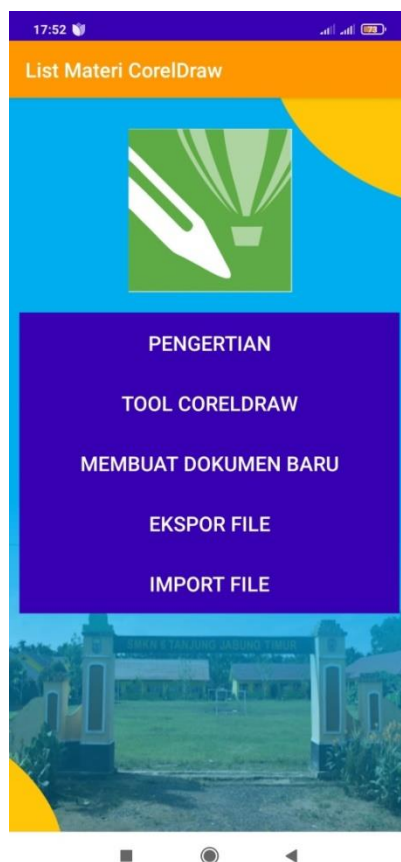 17:52
List Materi CorelDraw
PENGERTIAN
TOOL CORELDRAW
MEMBUAT DOKUMEN BARU
EKSPOR FILE
IMPORT FILE
SMKN 6 TANJUNG JABUNG TIMUR